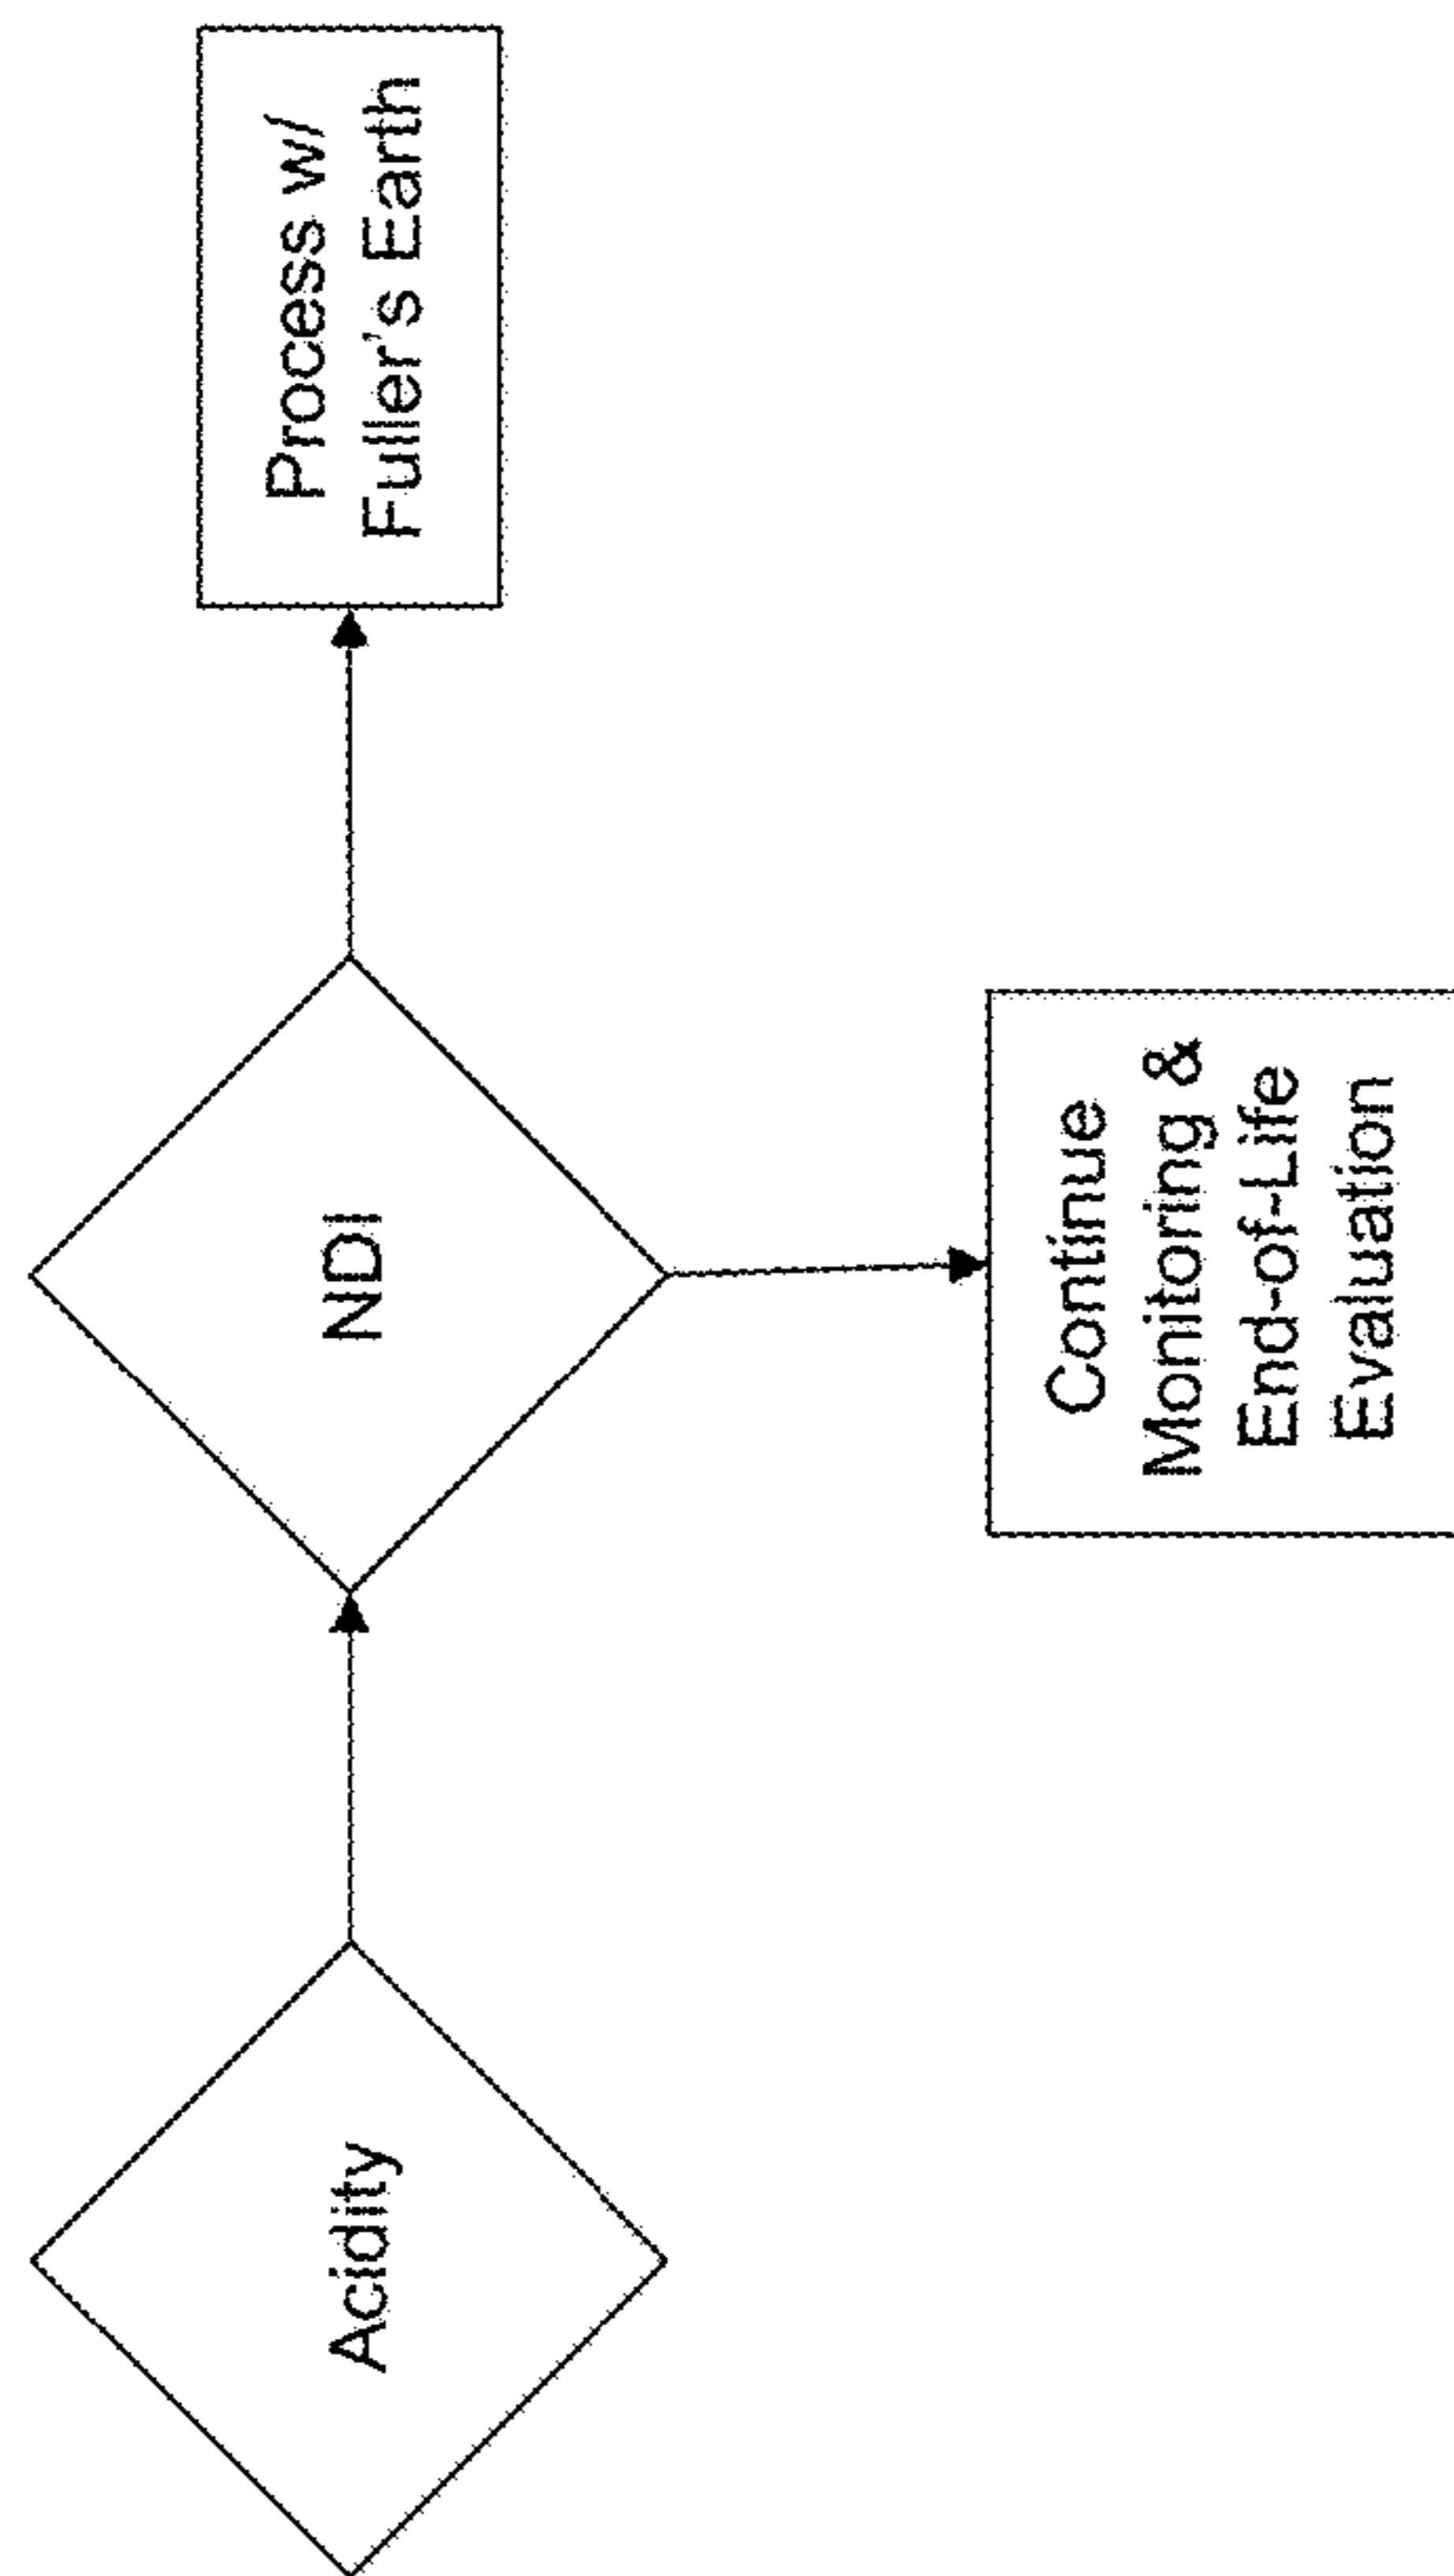 Acidity
NDI
Process w/
Fuller's Earth
Continue
Monitoring &
End-of-Life
Evaluation